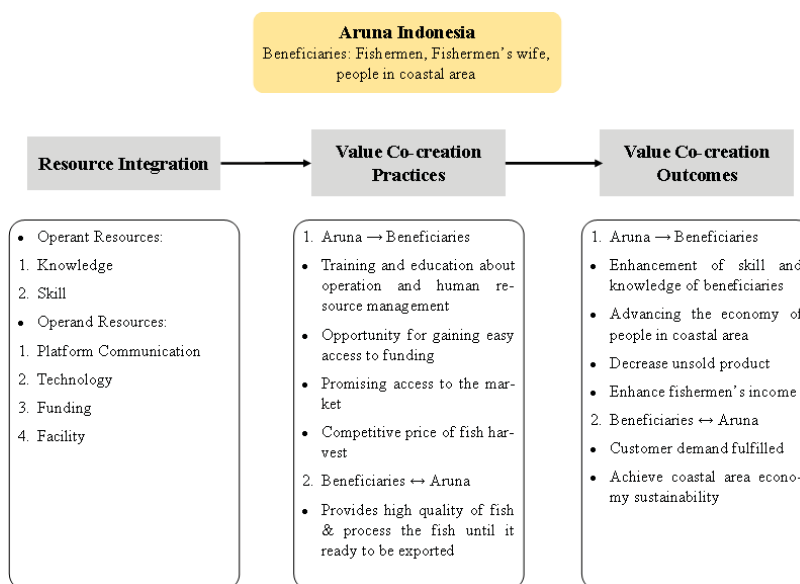 Aruna Indonesia
Beneficiaries: Fishermen, Fishermen's wife,
people in coastal area
Resource Integration
Value Co-creation
Practices
Value Co-creation
Outcomes
• Operant Resources:
1. Knowledge
2. Skill
• Operand Resources:
1. Platform Communication
2. Technology
3. Funding
4. Facility
1. Aruna → Beneficiaries
• Training and education about
operation and human re-
source management
• Opportunity for gaining easy
access to funding
• Promising access to the mar-
ket
• Competitive price of fish har-
vest
2. Beneficiaries ↔ Aruna
• Provides high quality of fish
& process the fish until it
ready to be exported
1. Aruna → Beneficiaries
• Enhancement of skill and
knowledge of beneficiaries
• Advancing the economy of
people in coastal area
• Decrease unsold product
• Enhance fishermen's income
2. Beneficiaries ↔ Aruna
• Customer demand fulfilled
• Achieve coastal area econo-
my sustainability